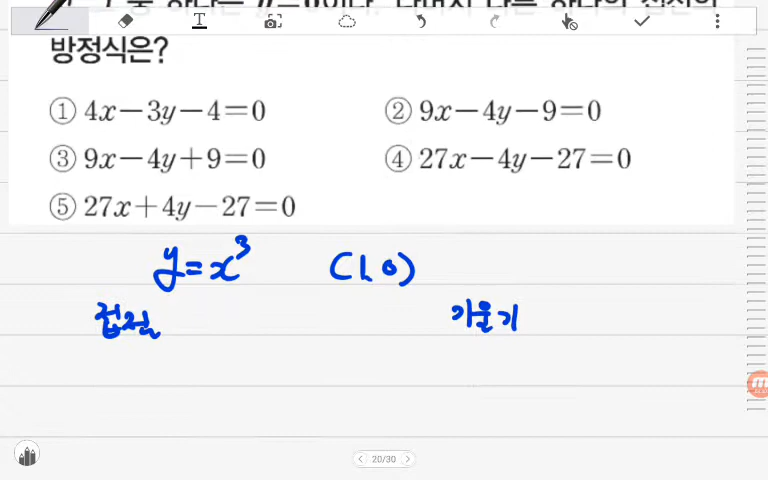 방정식은?
① 4x-3y-4=0 ② 9x-4y-9=0
③ 9x-4y+9=0 ④ 27x-4y-27=0
⑤ 27x+4y-27=0
y=x³ (1,0)
접점 기울기
20/30